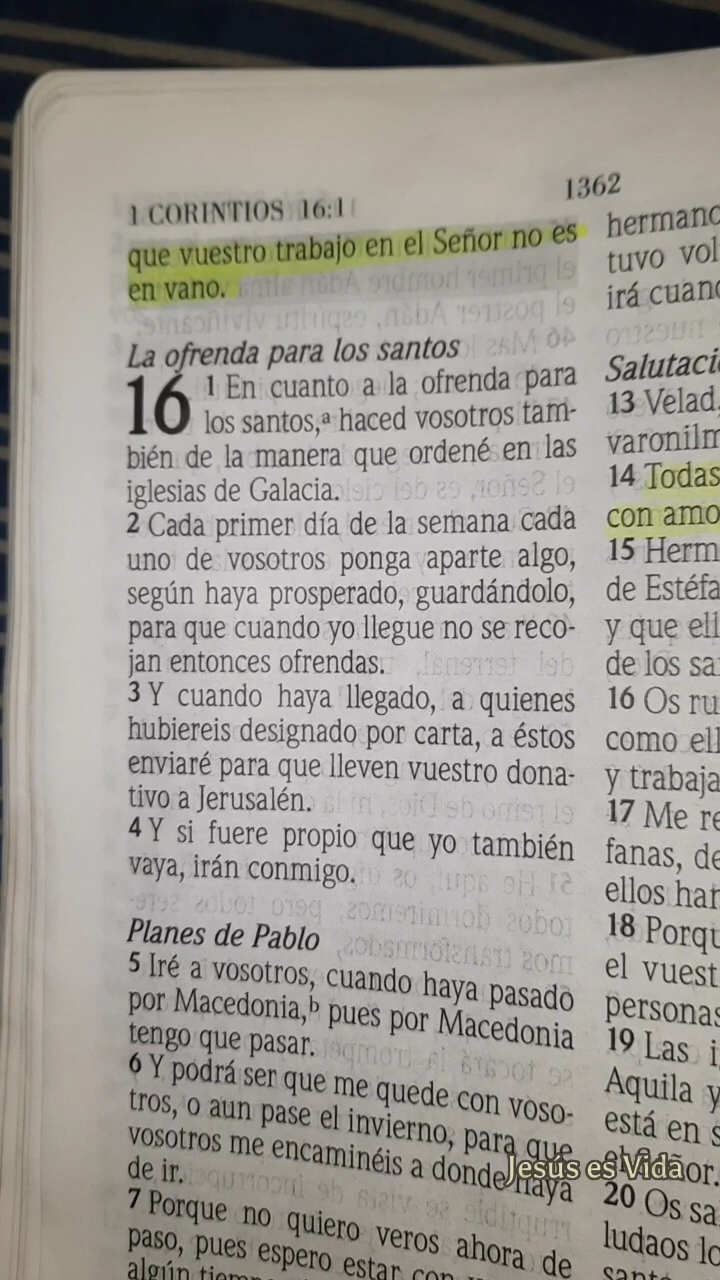 1 CORINTIOS 16:1
1362
que vuestro trabajo en el Señor no es
en vano.
La ofrenda para los santos
16 1 En cuanto a la ofrenda para
los santos,ª haced vosotros tam-
bién de la manera que ordené en las
iglesias de Galacia.
2 Cada primer día de la semana cada
uno de vosotros ponga aparte algo,
según haya prosperado, guardándolo,
para que cuando yo llegue no se reco-
jan entonces ofrendas.
3 Y cuando haya llegado, a quienes
hubiereis designado por carta, a éstos
enviaré para que lleven vuestro dona-
tivo a Jerusalén.
4 Y si fuere propio que yo también
vaya, irán conmigo.
Planes de Pablo
5 Iré a vosotros, cuando haya pasado
por Macedonia,ᵇ pues por Macedonia
tengo que pasar.
6 Y podrá ser que me quede con voso-
tros, o aun pase el invierno, para que
vosotros me encaminéis a donde haya
de ir.
7 Porque no quiero veros ahora de
paso, pues espero estar con
algún
hermano
tuvo vol
irá cuan
Salutaci
13 Velad,
varonilm
14 Todas
con amo
15 Herm
de Estéfa
y que ell
de los sa
16 Os ru
como ell
y trabaja
17 Me re
fanas, de
ellos har
18 Porqu
el vuest
personas
19 Las i
Aquila y
está en s
20 Os sa
ludaos lo
Jesús es Vida